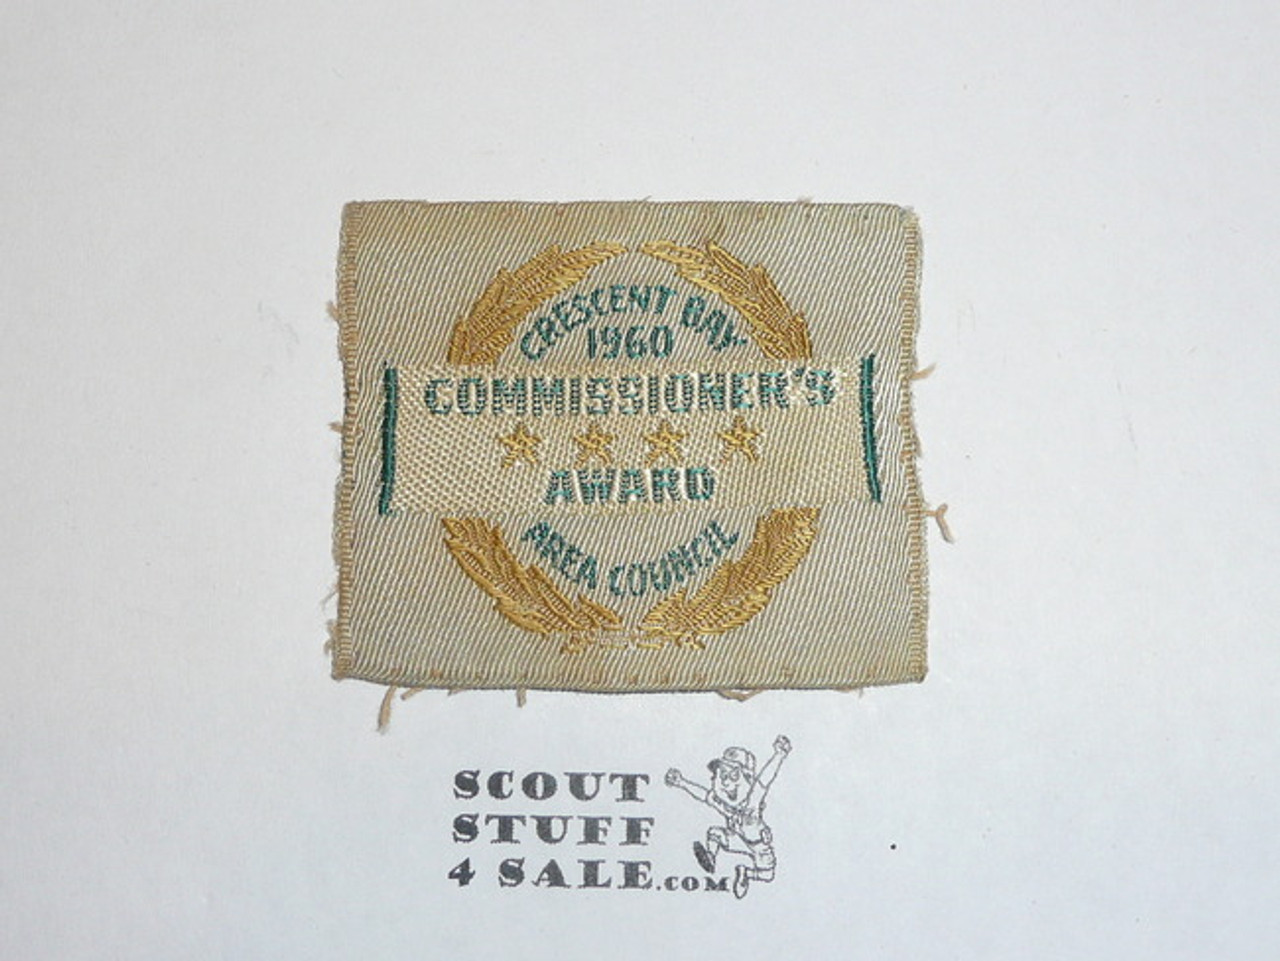 CRESCENT BAY
1960
COMMISSIONER'S
AWARD
AREA COUNCIL
SCOUT
STUFF
4 SALE.COM